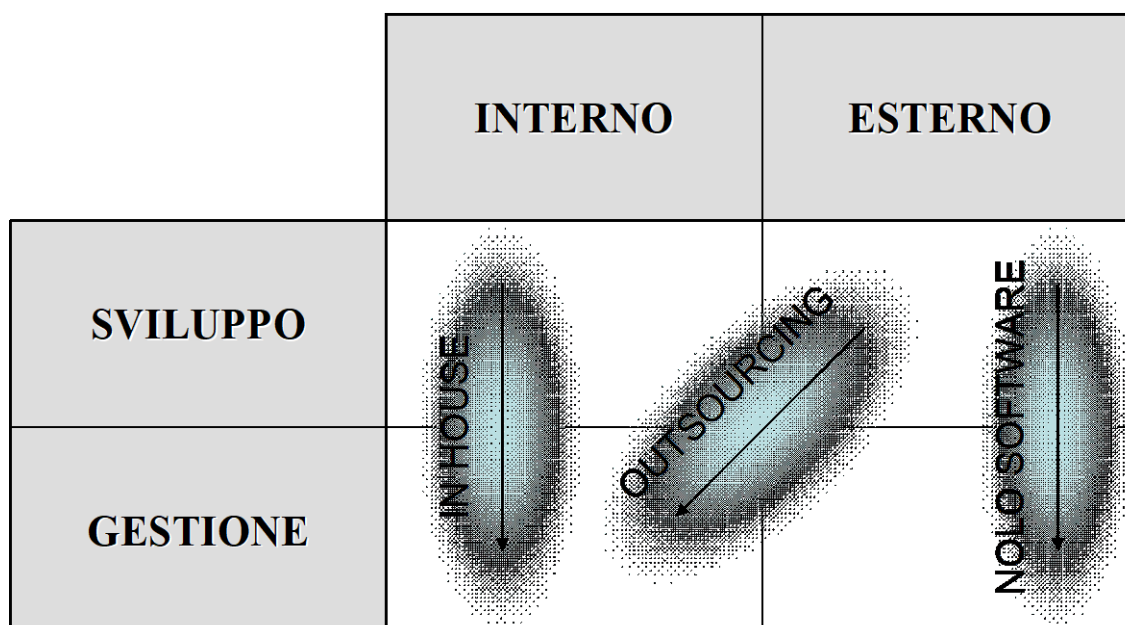 INTERNO
ESTERNO
SVILUPPO
IN HOUSE
OUTSOURCING
NOLO SOFTWARE
GESTIONE